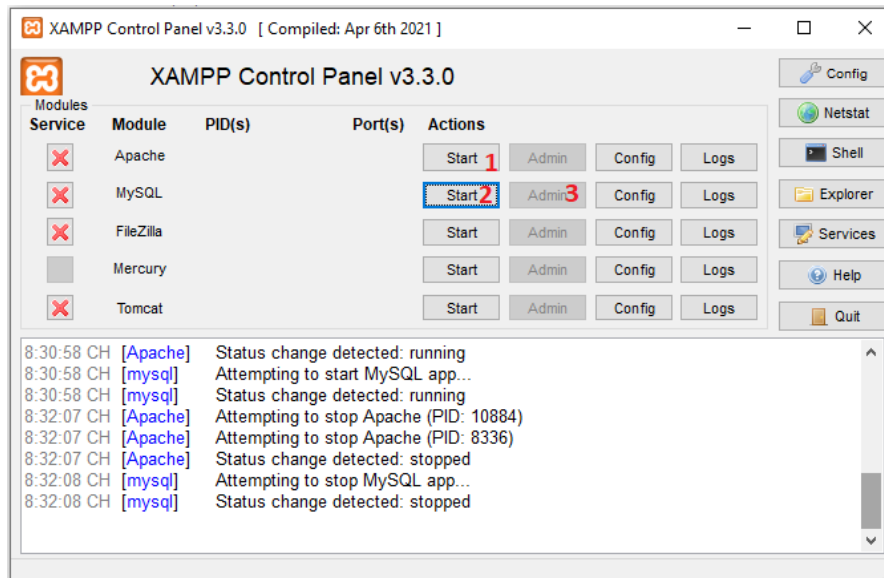 XAMPP Control Panel v3.3.0 [ Compiled: Apr 6th 2021 ]
XAMPP Control Panel v3.3.0
Config
Modules
Service Module PID(s) Port(s) Actions
Netstat
Apache Start 1 Admin Config Logs
Shell
MySQL Start 2 Admin 3 Config Logs
Explorer
FileZilla Start Admin Config Logs
Services
Mercury Start Admin Config Logs
Help
Tomcat Start Admin Config Logs
Quit
8:30:58 CH [Apache] Status change detected: running
8:30:58 CH [mysql] Attempting to start MySQL app...
8:30:58 CH [mysql] Status change detected: running
8:32:07 CH [Apache] Attempting to stop Apache (PID: 10884)
8:32:07 CH [Apache] Attempting to stop Apache (PID: 8336)
8:32:07 CH [Apache] Status change detected: stopped
8:32:08 CH [mysql] Attempting to stop MySQL app...
8:32:08 CH [mysql] Status change detected: stopped